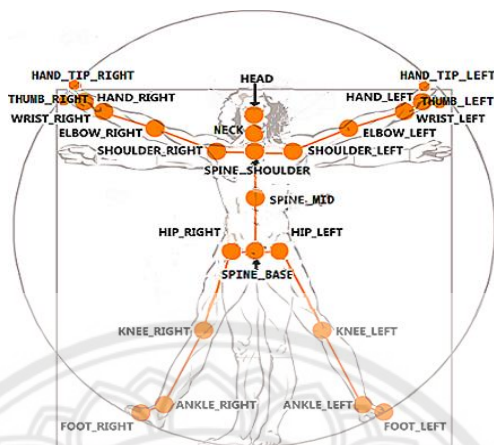 HEAD
HAND_TIP_RIGHT
HAND_TIP_LEFT
THUMB_RIGHT
HAND_RIGHT
HAND_LEFT
THUMB_LEFT
WRIST_RIGHT
WRIST_LEFT
NECK
ELBOW_RIGHT
ELBOW_LEFT
SHOULDER_RIGHT
SHOULDER_LEFT
SPINE_SHOULDER
SPINE_MID
HIP_RIGHT
HIP_LEFT
SPINE_BASE
KNEE_RIGHT
KNEE_LEFT
ANKLE_RIGHT
ANKLE_LEFT
FOOT_RIGHT
FOOT_LEFT